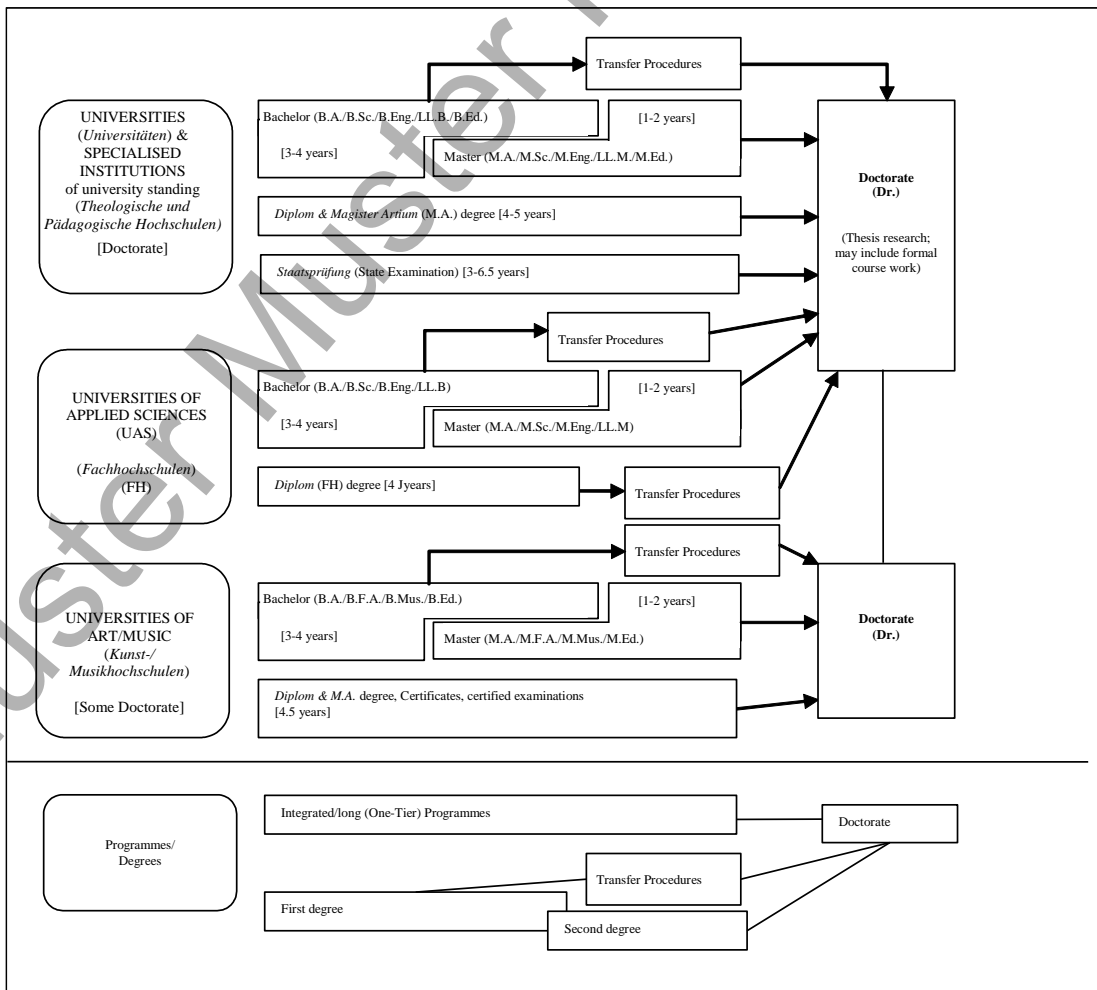 Muster Muster
Transfer Procedures
UNIVERSITIES
(Universitäten) &
SPECIALISED
INSTITUTIONS
of university standing
(Theologische und
Pädagogische Hochschulen)
[Doctorate]
Bachelor (B.A./B.Sc./B.Eng./LL.B./B.Ed.)
[3-4 years]
[1-2 years]
Master (M.A./M.Sc./M.Eng./LL.M./M.Ed.)
Diplom & Magister Artium (M.A.) degree [4-5 years]
Staatsprüfung (State Examination) [3-6.5 years]
Doctorate
(Dr.)
(Thesis research;
may include formal
course work)
Transfer Procedures
UNIVERSITIES OF
APPLIED SCIENCES
(UAS)
(Fachhochschulen)
(FH)
Bachelor (B.A./B.Sc./B.Eng./LL.B)
[3-4 years]
[1-2 years]
Master (M.A./M.Sc./M.Eng./LL.M)
Diplom (FH) degree [4 Jyears]
Transfer Procedures
Transfer Procedures
UNIVERSITIES OF
ART/MUSIC
(Kunst-/
Musikhochschulen)
[Some Doctorate]
Bachelor (B.A./B.F.A./B.Mus./B.Ed.)
[3-4 years]
[1-2 years]
Master (M.A./M.F.A./M.Mus./M.Ed.)
Diplom & M.A. degree, Certificates, certified examinations
[4.5 years]
Doctorate
(Dr.)
Programmes/
Degrees
Integrated/long (One-Tier) Programmes
Doctorate
Transfer Procedures
First degree
Second degree